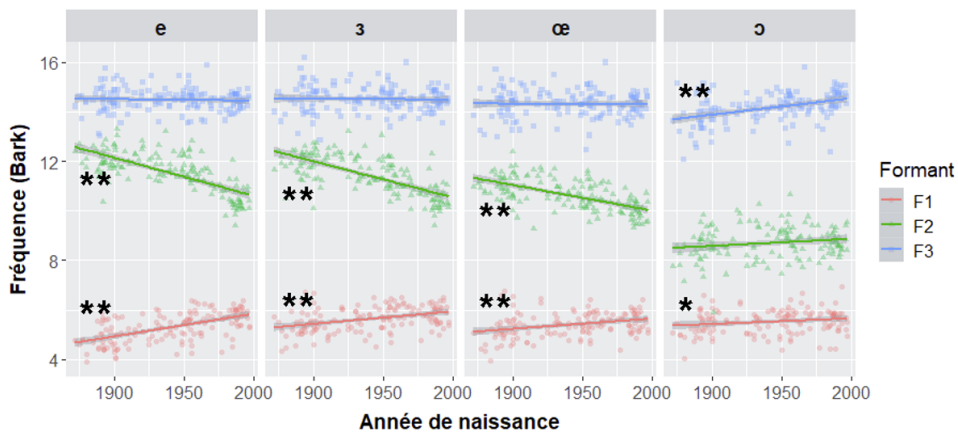 e ɜ œ ɔ
16
12
8
4
**
**
**
**
**
**
**
*
1900 1950 2000 1900 1950 2000 1900 1950 2000 1900 1950 2000
Année de naissance
Fréquence (Bark)
Formant
F1
F2
F3